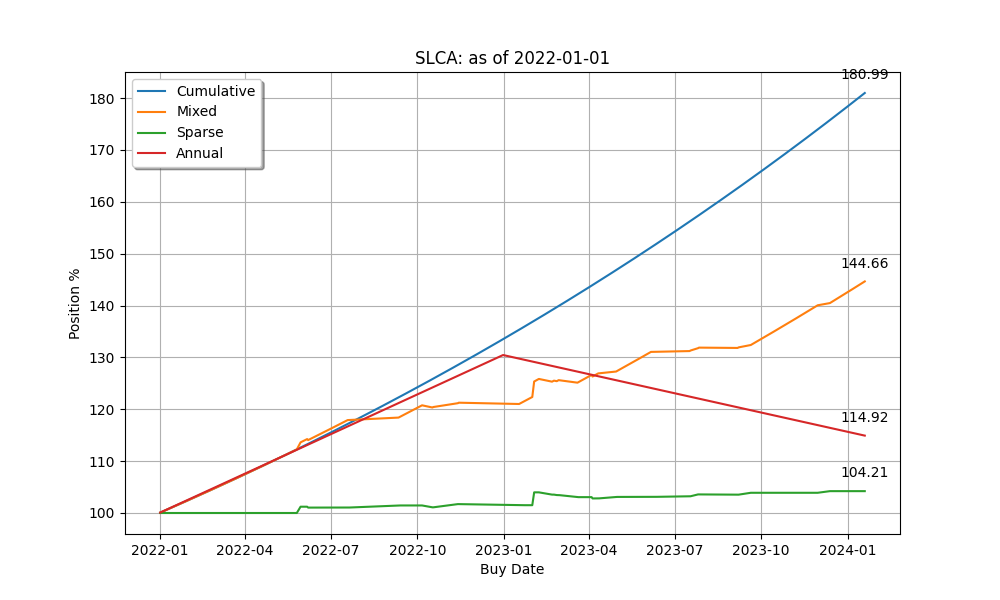 SLCA: as of 2022-01-01
180.99
Cumulative
Mixed
Sparse
Annual
180
170
160
150
140
130
120
110
100
144.66
114.92
104.21
Position %
2022-01 2022-04 2022-07 2022-10 2023-01 2023-04 2023-07 2023-10 2024-01
Buy Date